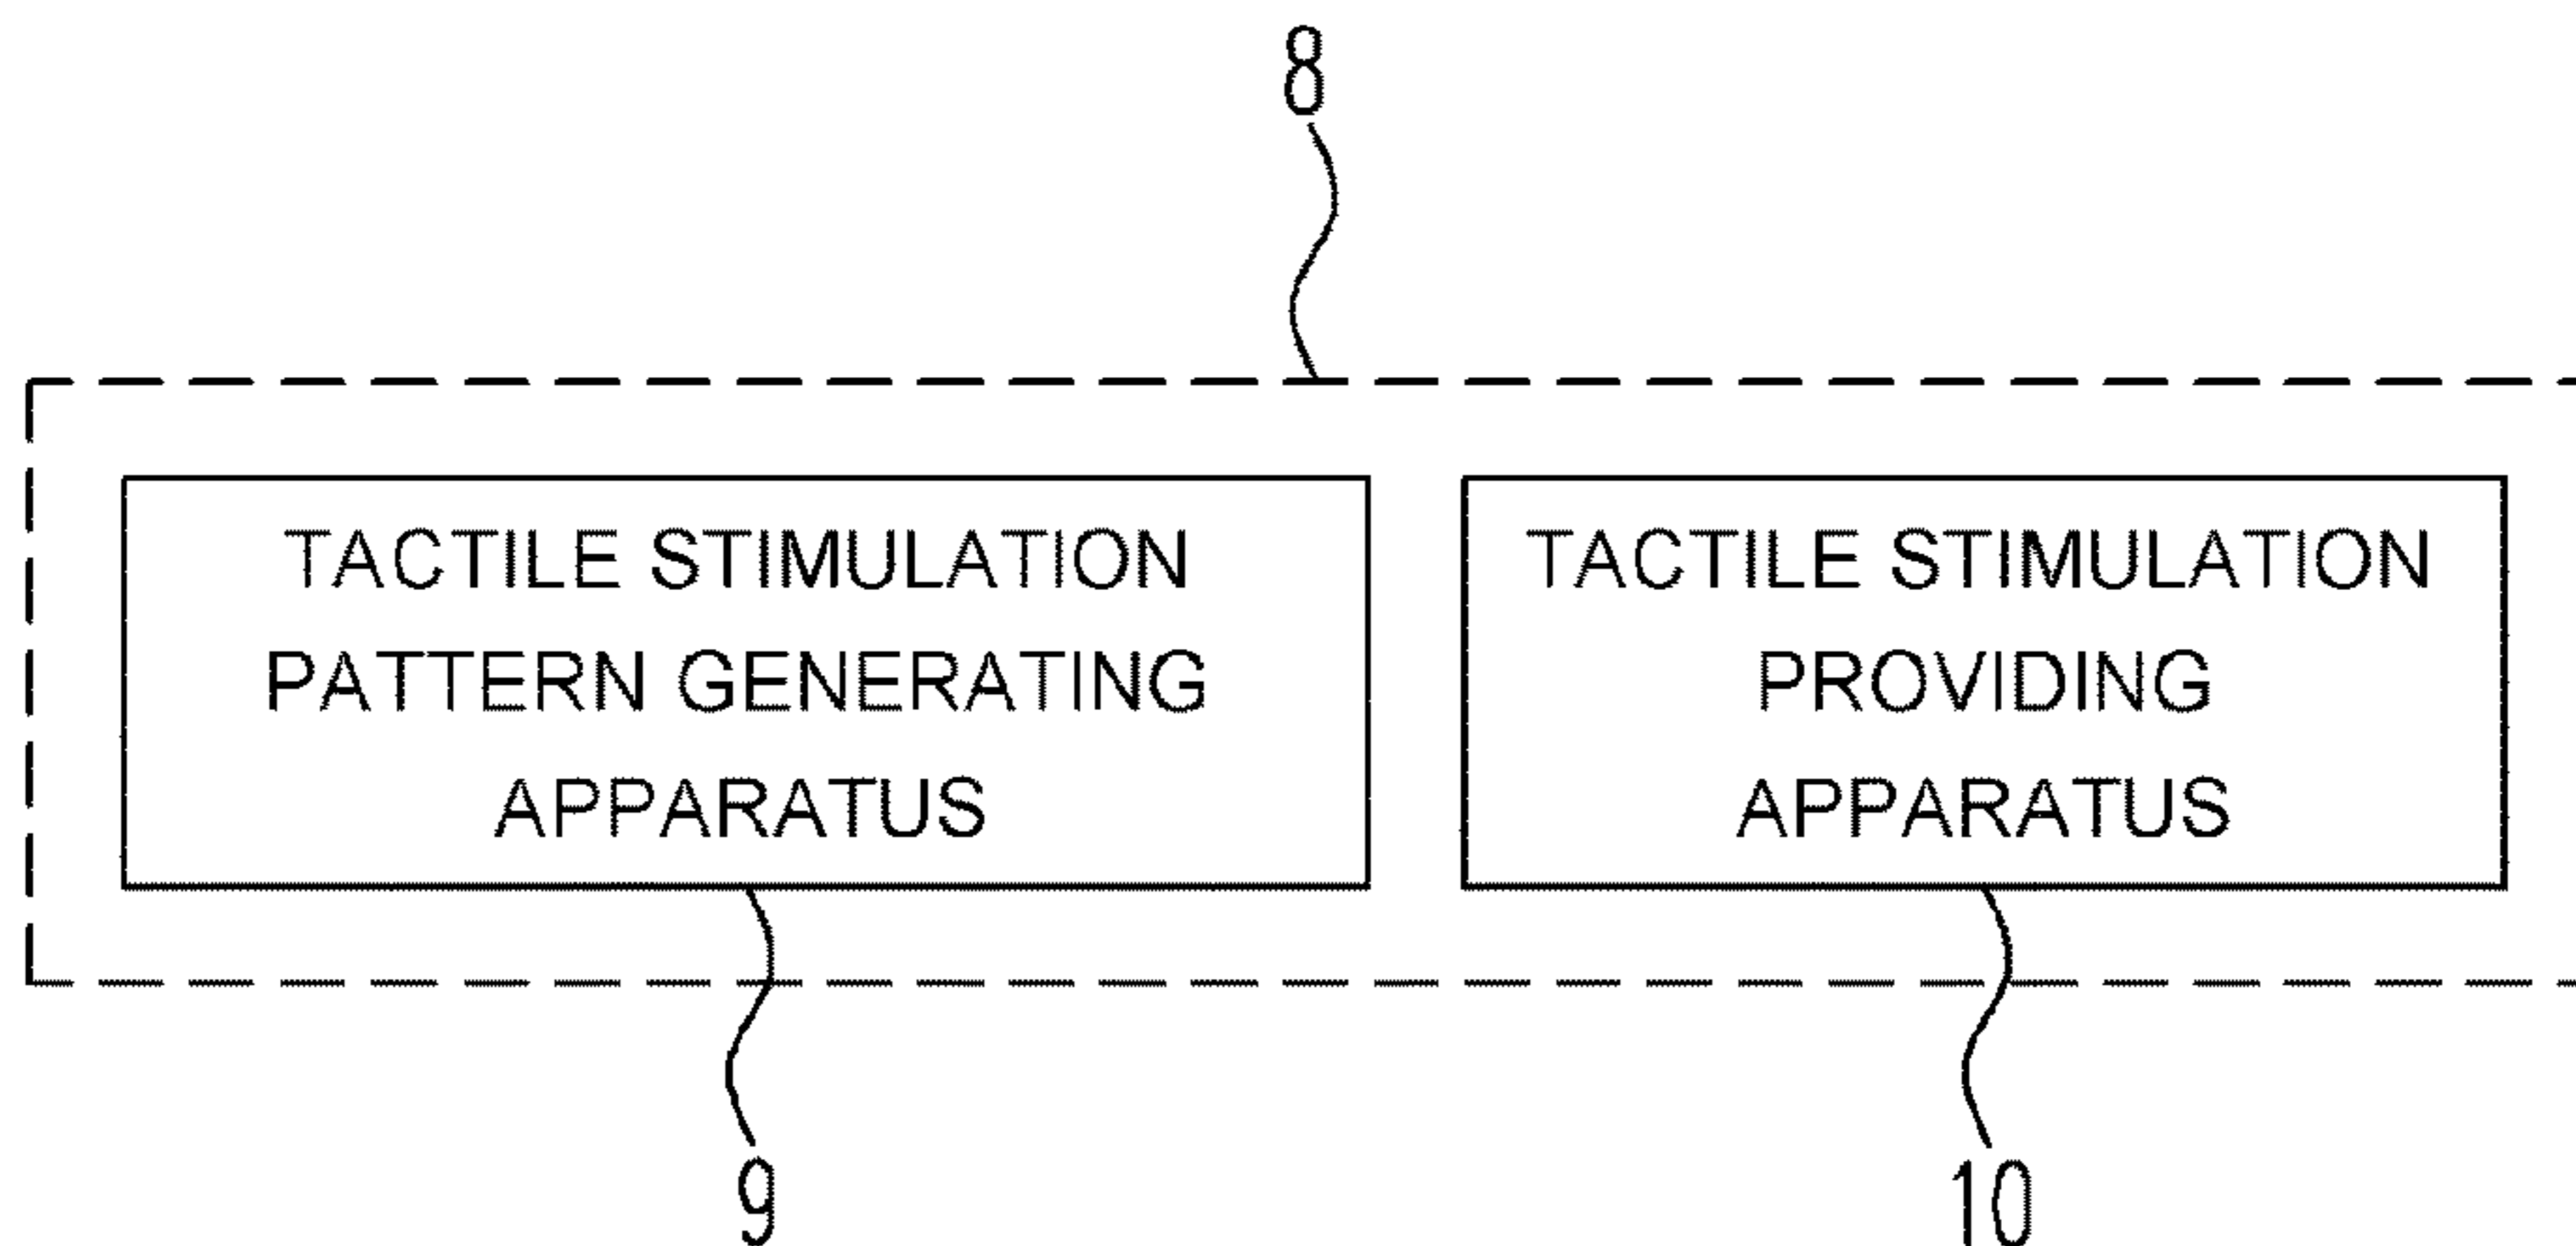 8
TACTILE STIMULATION
PATTERN GENERATING
APPARATUS
TACTILE STIMULATION
PROVIDING
APPARATUS
9
10